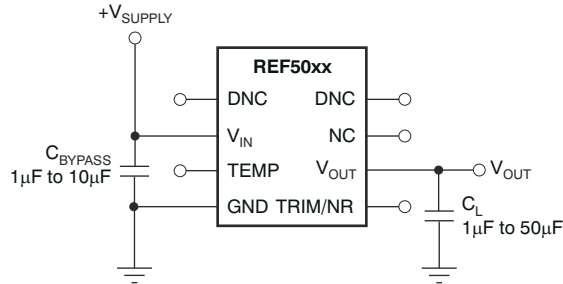 +V_SUPPLY
REF50xx
DNC DNC
V_IN NC
C_BYPASS
1µF to 10µF
TEMP V_OUT
V_OUT
GND TRIM/NR
C_L
1µF to 50µF